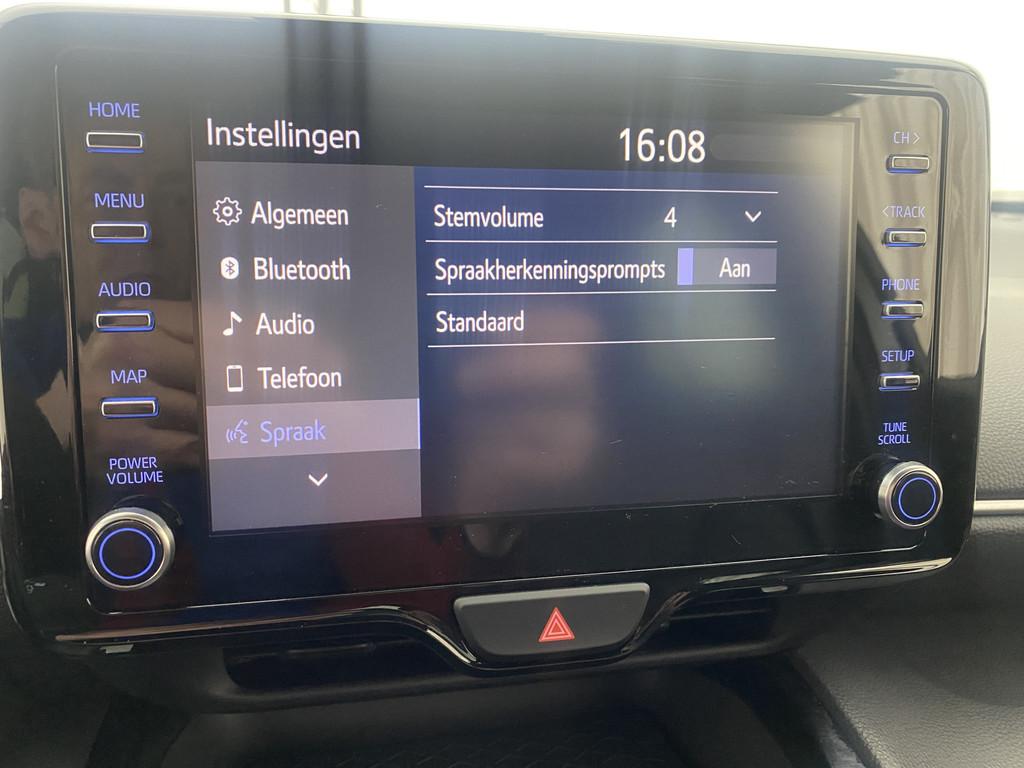 HOME
MENU
AUDIO
MAP
POWER
VOLUME
Instellingen
16:08
Algemeen
Bluetooth
Audio
Telefoon
Spraak
Stemvolume 4
Spraakherkenningsprompts Aan
Standaard
CH >
< TRACK
PHONE
SETUP
TUNE
SCROLL